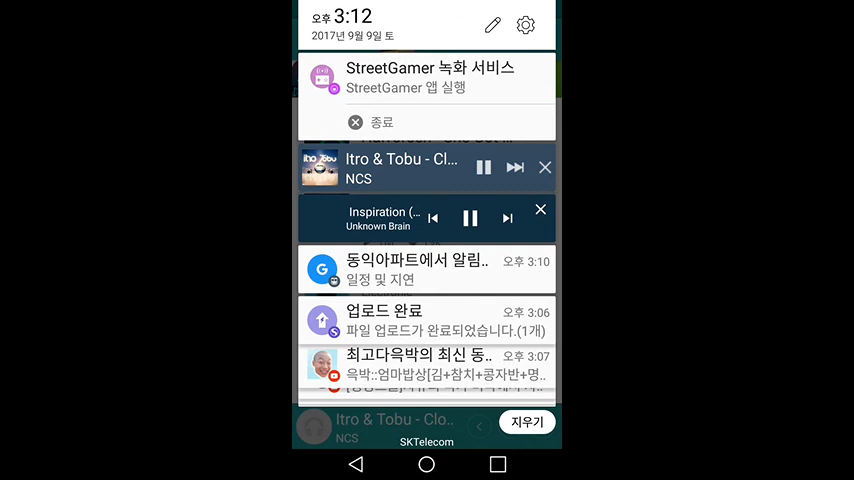 오후 3:12
2017년 9월 9일 토
StreetGamer 녹화 서비스
StreetGamer 앱 실행
종료
Itro & Tobu - Cl...
NCS
Inspiration (...
Unknown Brain
동익아파트에서 알림..
오후 3:10
일정 및 지연
업로드 완료
오후 3:06
파일 업로드가 완료되었습니다.(1개)
최고다윽박의 최신 동..
오후 3:07
윽박::엄마밥상[김+참치+콩자반+명..
Itro & Tobu - Clo...
NCS
지우기
SKTelecom